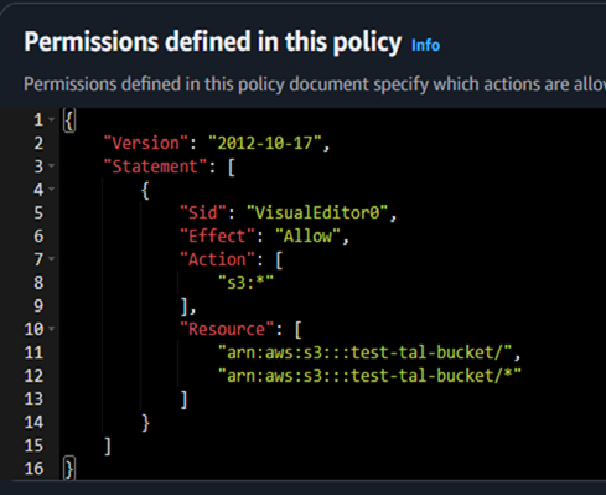 Permissions defined in this policy Info
Permissions defined in this policy document specify which actions are
1 {
2 "Version": "2012-10-17",
3 "Statement": [
4 {
5 "Sid": "VisualEditor0",
6 "Effect": "Allow",
7 "Action": [
8 "s3:*"
9 ],
10 "Resource": [
11 "arn:aws:s3:::test-tal-bucket/",
12 "arn:aws:s3:::test-tal-bucket/*"
13 ]
14 }
15 ]
16 }